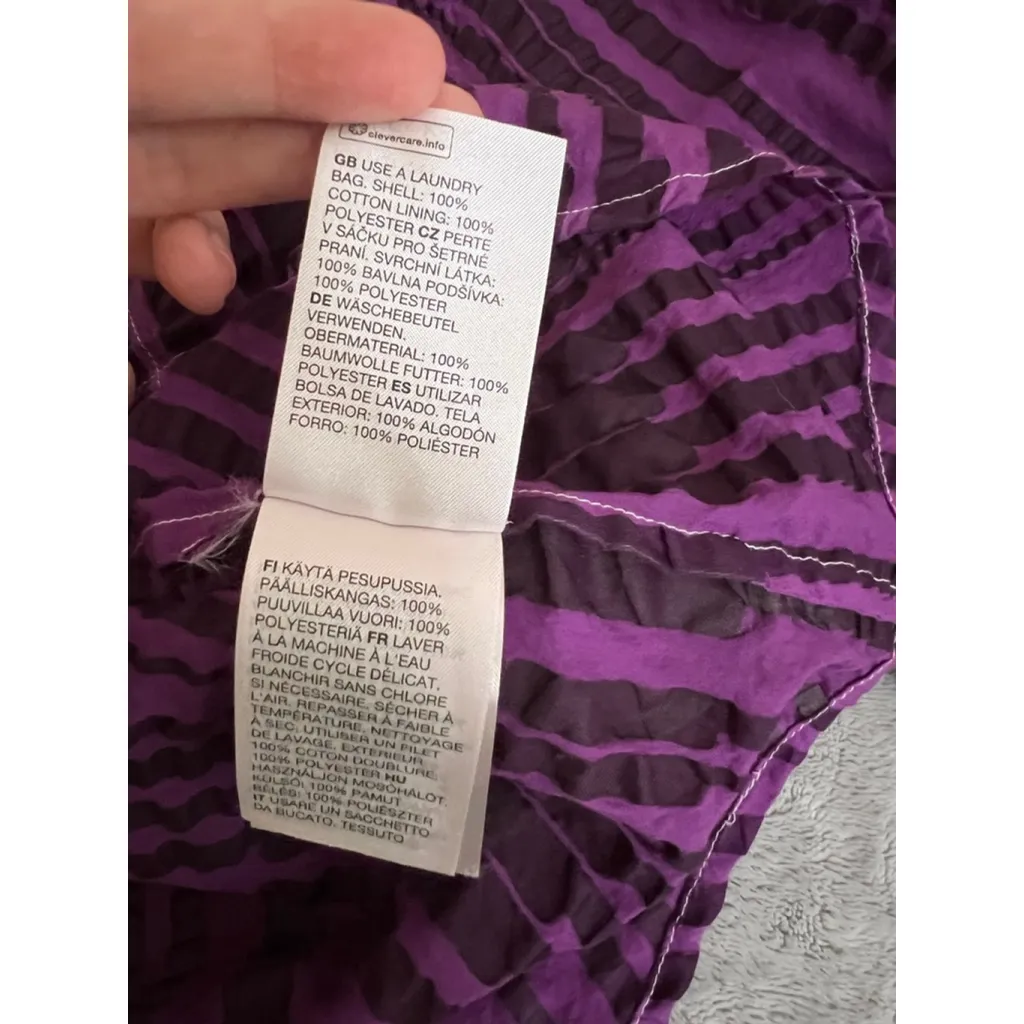 clevercare.info
GB USE A LAUNDRY
BAG. SHELL: 100%
COTTON LINING: 100%
POLYESTER CZ PERTE
V SÁČKU PRO ŠETRNÉ
PRANÍ. SVRCHNÍ LÁTKA:
100% BAVLNA PODŠÍVKA:
100% POLYESTER
DE WÄSCHEBEUTEL
VERWENDEN.
OBERMATERIAL: 100%
BAUMWOLLE FUTTER: 100%
POLYESTER ES UTILIZAR
BOLSA DE LAVADO. TELA
EXTERIOR: 100% ALGODÓN
FORRO: 100% POLIÉSTER
FI KÄYTÄ PESUPUSSIA.
PÄÄLLISKANGAS: 100%
PUUVILLAA VUORI: 100%
POLYESTERIÄ FR LAVER
À LA MACHINE À L'EAU
FROIDE CYCLE DÉLICAT.
BLANCHIR SANS CHLORE
SI NÉCESSAIRE. SÉCHER À
L'AIR. REPASSER À FAIBLE
TEMPÉRATURE. NETTOYAGE
À SEC. UTILISER UN FILET
DE LAVAGE. EXTÉRIEUR:
100% COTON DOUBLURE:
100% POLYESTER HU
HASZNÁLJON MOSÓHÁLÓT.
KÜLSŐ: 100% PAMUT
BÉLÉS: 100% POLIÉSZTER
IT USARE UN SACCHETTO
DA BUCATO. TESSUTO